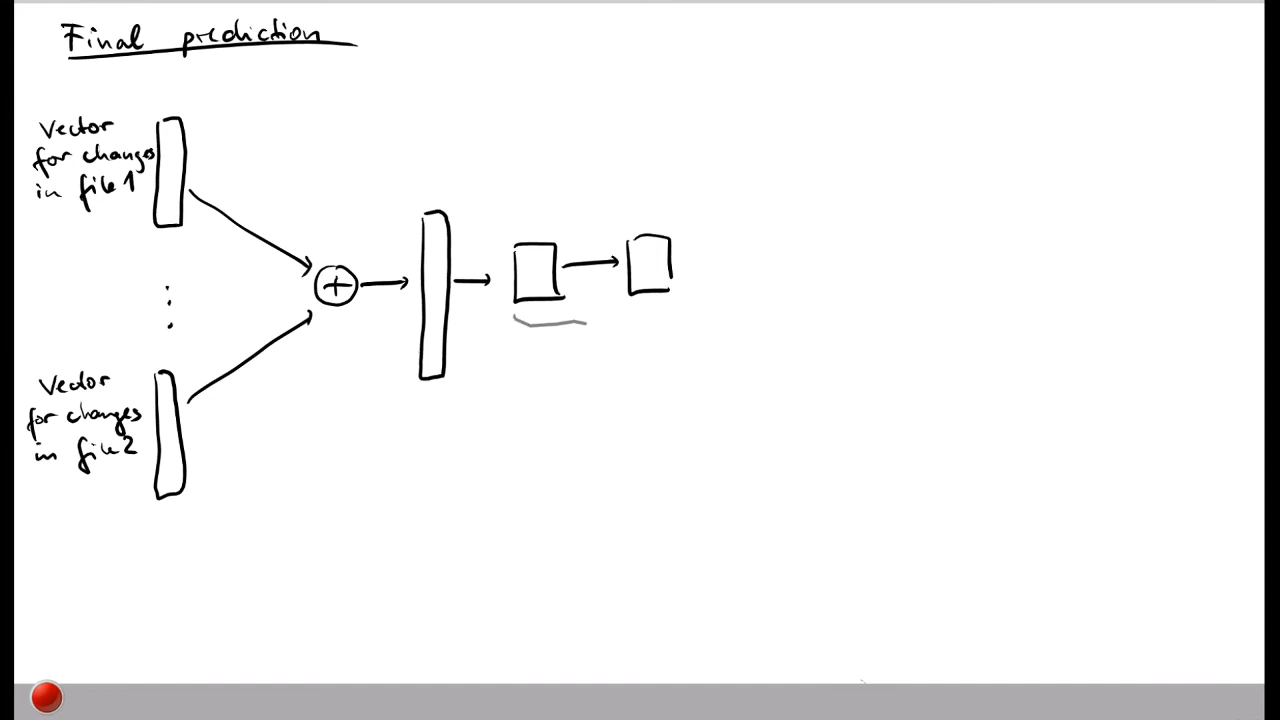 Final prediction
Vector
for changes
in file 1
+
Vector
for changes
in file 2